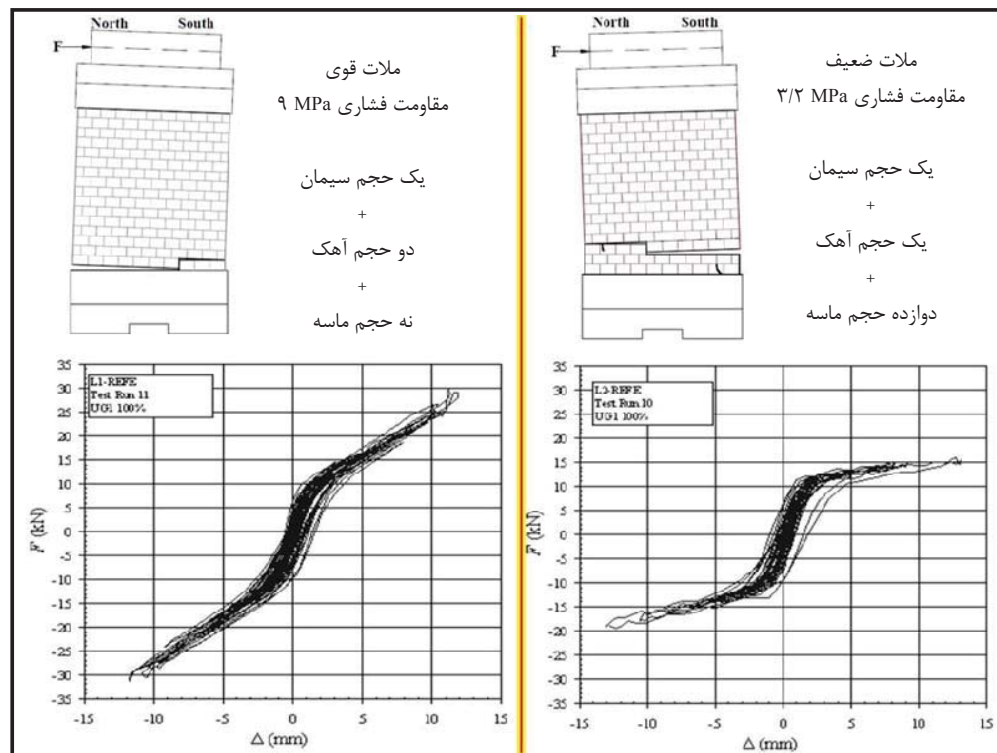 North South
F
ملات قوی
مقاومت فشاری ۹ MPa
یک حجم سیمان
+
دو حجم آهک
+
نه حجم ماسه
35
30
25
20
15
10
5
0
-5
-10
-15
-20
-25
-30
-35
F (kN)
L1-REFE
Test Run 11
UG1 100%
-15 -10 -5 0 5 10 15
Δ (mm)
North South
F
ملات ضعیف
مقاومت فشاری ۳/۲ MPa
یک حجم سیمان
+
یک حجم آهک
+
دوازده حجم ماسه
35
30
25
20
15
10
5
0
-5
-10
-15
-20
-25
-30
-35
F (kN)
L2-REFE
Test Run 10
UG1 100%
-15 -10 -5 0 5 10 15
Δ (mm)